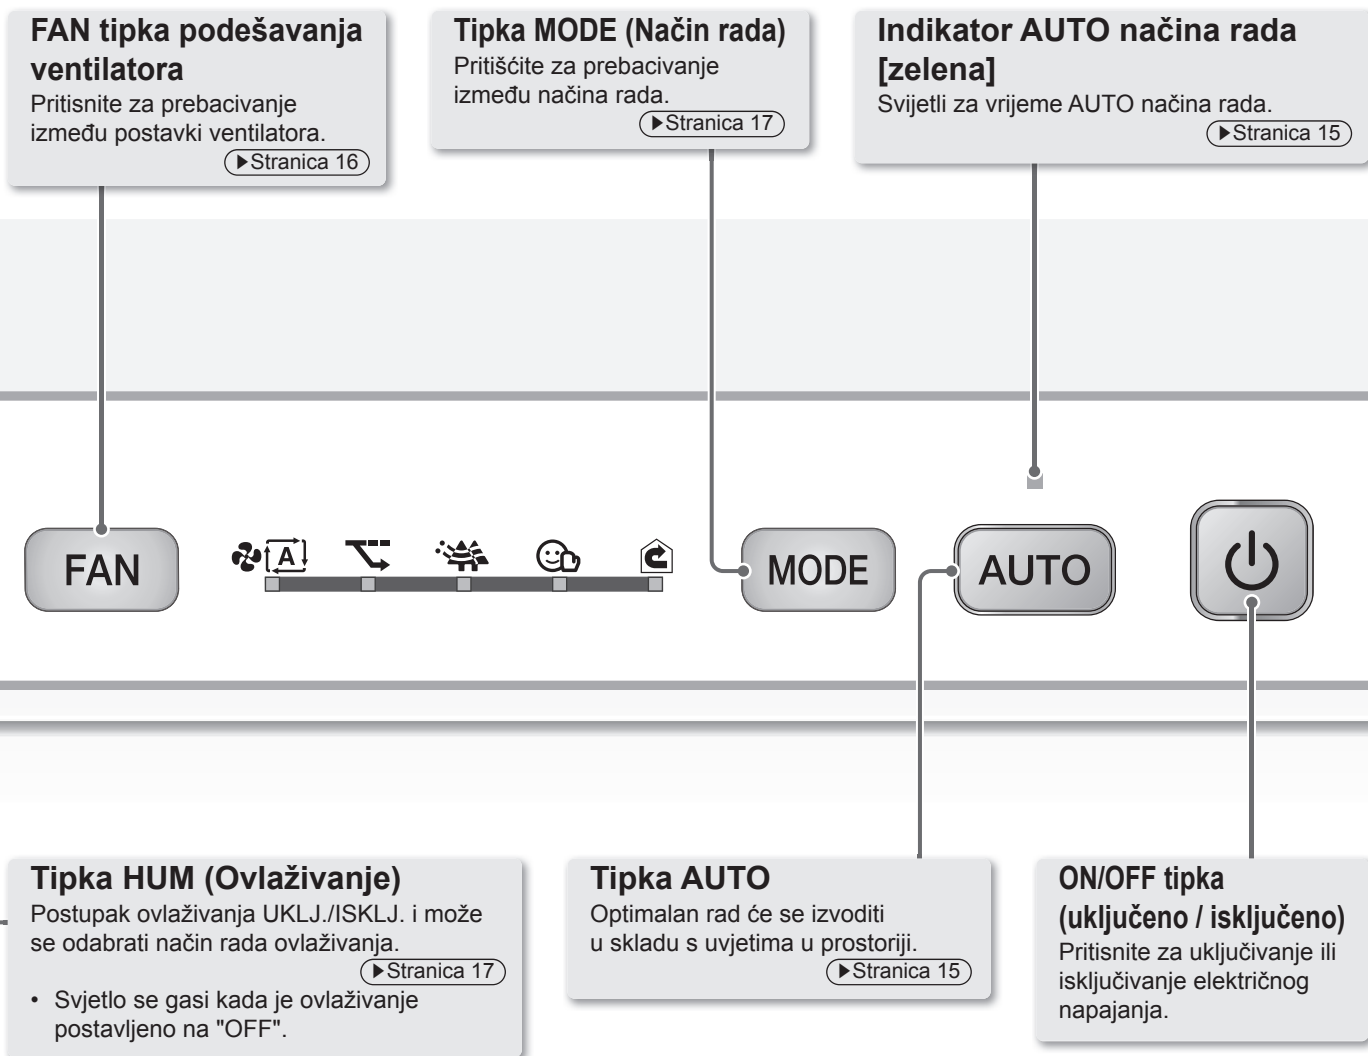 FAN tipka podešavanja
ventilatora
Pritisnite za prebacivanje
između postavki ventilatora.
▶Stranica 16
Tipka MODE (Način rada)
Pritišćite za prebacivanje
između načina rada.
▶Stranica 17
Indikator AUTO načina rada
[zelena]
Svijetli za vrijeme AUTO načina rada.
▶Stranica 15
FAN
A
MODE
AUTO
Tipka HUM (Ovlaživanje)
Postupak ovlaživanja UKLJ./ISKLJ. i može
se odabrati način rada ovlaživanja.
▶Stranica 17
• Svjetlo se gasi kada je ovlaživanje
postavljeno na "OFF".
Tipka AUTO
Optimalan rad će se izvoditi
u skladu s uvjetima u prostoriji.
▶Stranica 15
ON/OFF tipka
(uključeno / isključeno)
Pritisnite za uključivanje ili
isključivanje električnog
napajanja.